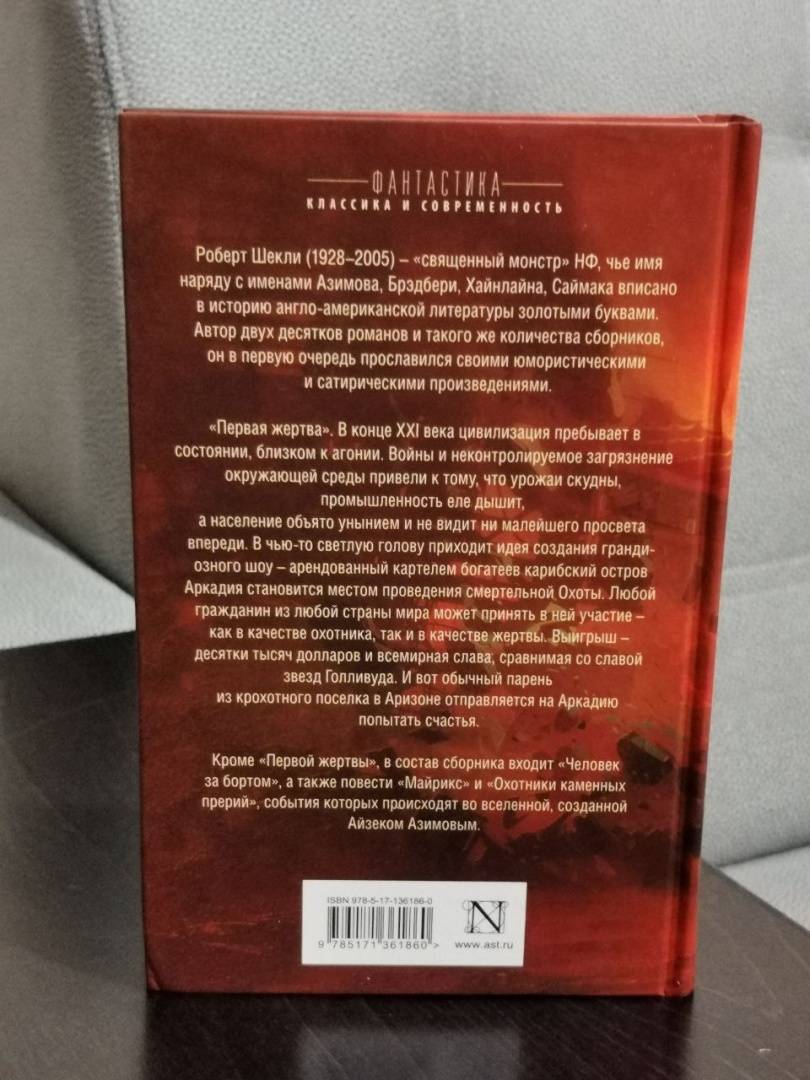 ФАНТАСТИКА
КЛАССИКА И СОВРЕМЕННОСТЬ
Роберт Шекли (1928–2005) – «священный монстр» НФ, чье имя
наряду с именами Азимова, Брэдбери, Хайнлайна, Саймака вписано
в историю англо-американской литературы золотыми буквами.
Автор двух десятков романов и такого же количества сборников,
он в первую очередь прославился своими юмористическими
и сатирическими произведениями.
«Первая жертва». В конце XXI века цивилизация пребывает в
состоянии, близком к агонии. Войны и неконтролируемое загрязнение
окружающей среды привели к тому, что урожаи скудны,
промышленность еле дышит,
а население объято унынием и не видит ни малейшего просвета
впереди. В чью-то светлую голову приходит идея создания гранди-
озного шоу – арендованный картелем богатеев карибский остров
Аркадия становится местом проведения смертельной Охоты. Любой
гражданин из любой страны мира может принять в ней участие –
как в качестве охотника, так и в качестве жертвы. Выигрыш –
десятки тысяч долларов и всемирная слава, сравнимая со славой
звезд Голливуда. И вот обычный парень
из крохотного поселка в Аризоне отправляется на Аркадию
попытать счастья.
Кроме «Первой жертвы», в состав сборника входит «Человек
за бортом», а также повести «Майрикс» и «Охотники каменных
прерий», события которых происходят во вселенной, созданной
Айзеком Азимовым.
ISBN 978-5-17-136186-0
9 785171 361860 >
N
www.ast.ru